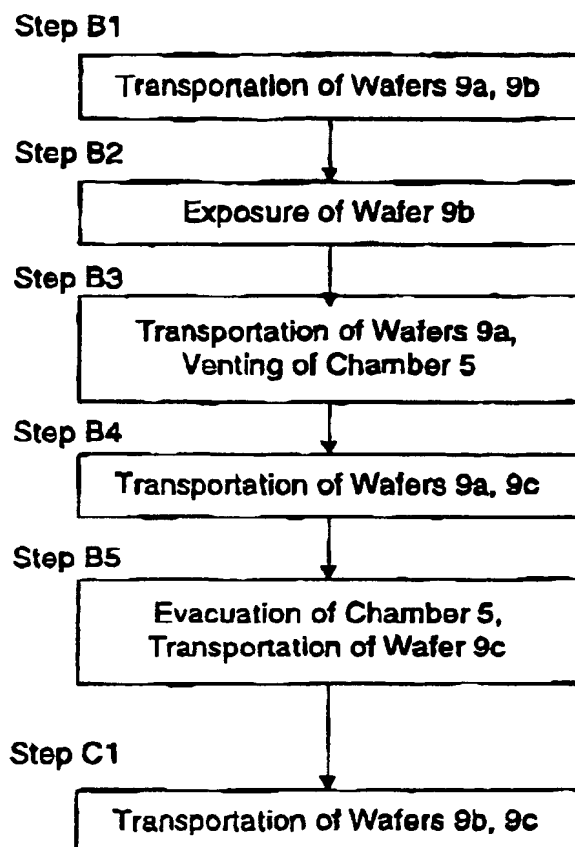 Step B1
Transportation of Wafers 9a, 9b
Step B2
Exposure of Wafer 9b
Step B3
Transportation of Wafers 9a,
Venting of Chamber 5
Step B4
Transportation of Wafers 9a, 9c
Step B5
Evacuation of Chamber 5,
Transportation of Wafer 9c
Step C1
Transportation of Wafers 9b, 9c